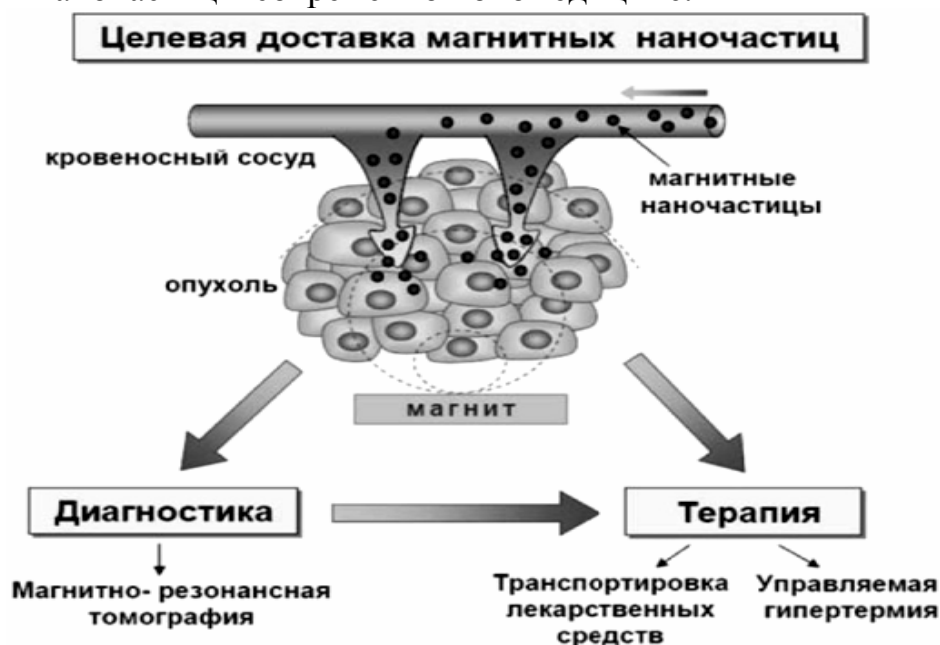 Целевая доставка магнитных наночастиц
кровеносный сосуд
магнитные
наночастицы
опухоль
магнит
Диагностика
Терапия
Магнитно- резонансная
томография
Транспортировка
лекарственных
средств
Управляемая
гипертермия